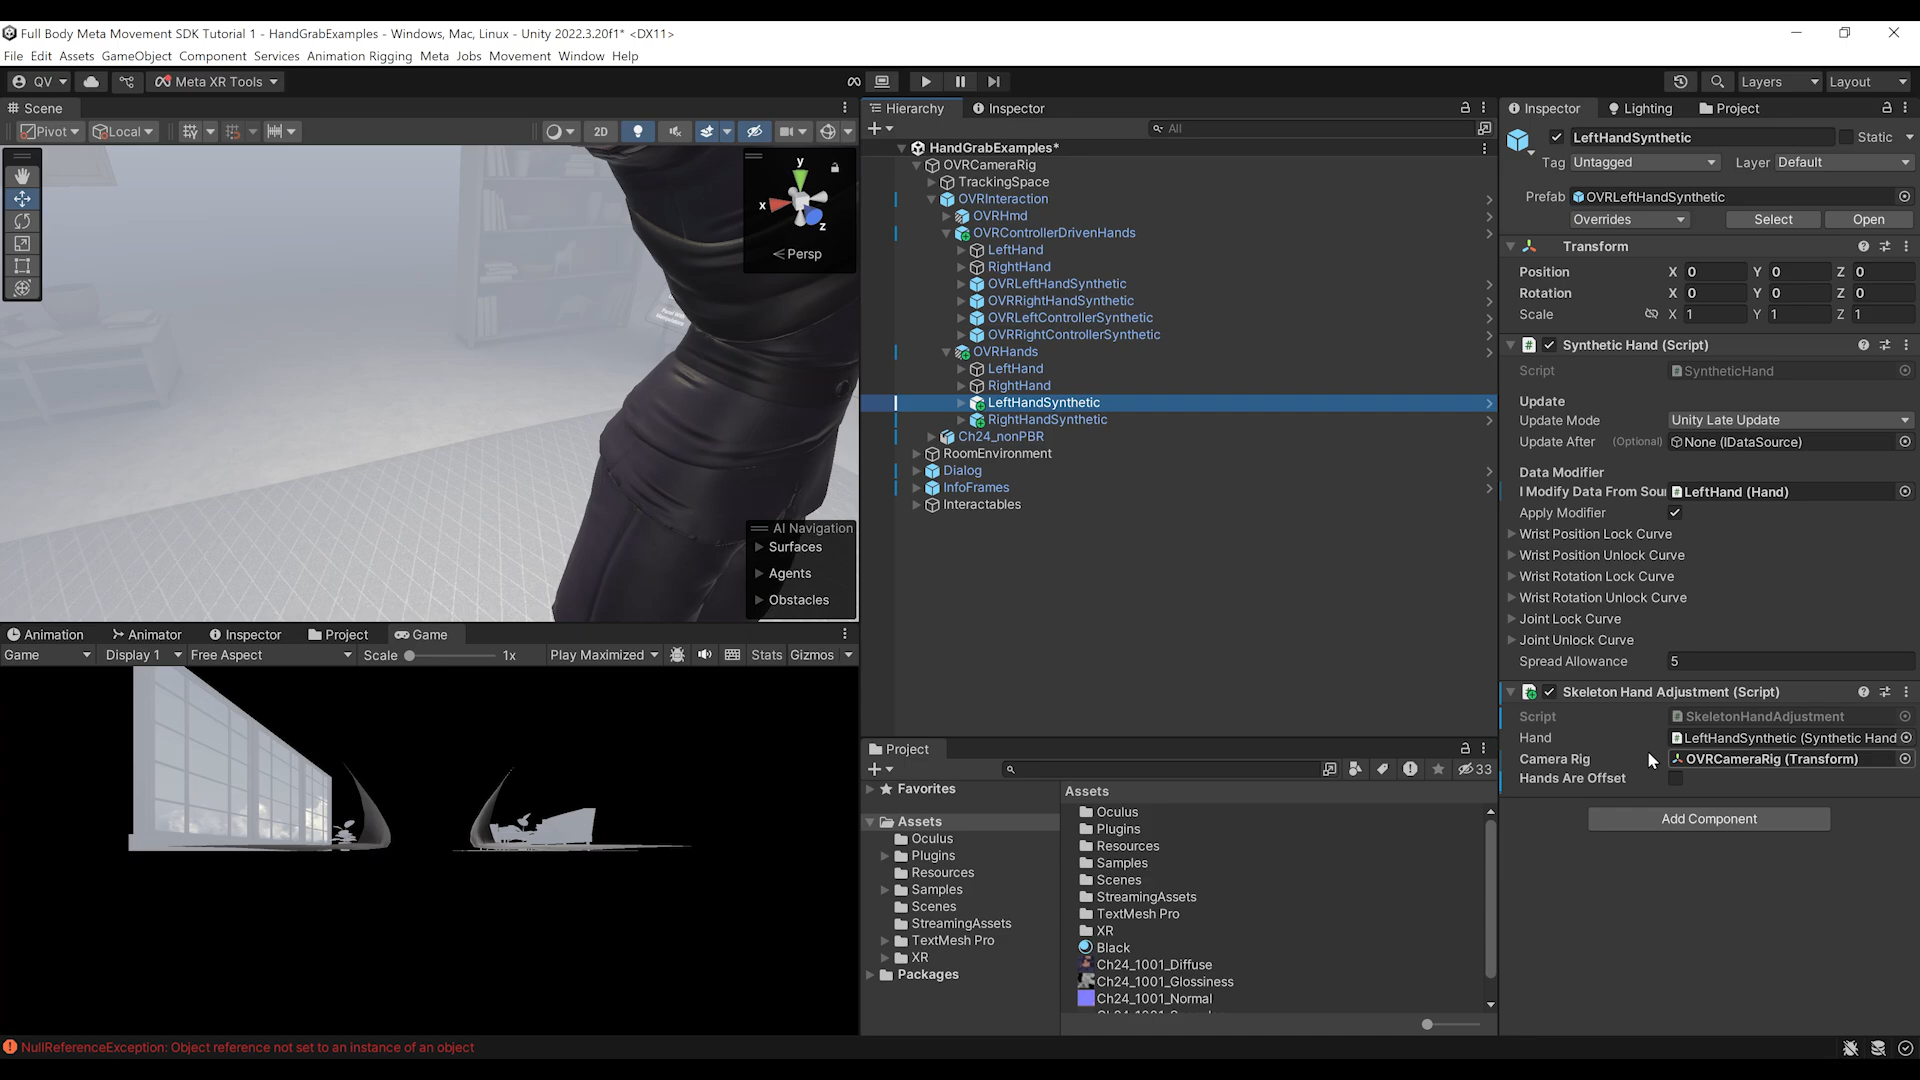 Full Body Meta Movement SDK Tutorial 1 - HandGrabExamples - Windows, Mac, Linux - Unity 2022.3.20f1* <DX11>
File Edit Assets GameObject Component Services Animation Rigging Meta Jobs Movement Window Help
QV Meta XR Tools Layers Layout
Scene
Pivot Local 2D
y
x
z
Persp
AI Navigation
Surfaces
Agents
Obstacles
Animation Animator Inspector Project Game
Game Display 1 Free Aspect Scale 1x Play Maximized Stats Gizmos
Hierarchy Inspector
All
HandGrabExamples*
OVRCameraRig
TrackingSpace
OVRInteraction
OVRHmd
OVRControllerDrivenHands
LeftHand
RightHand
OVRLeftHandSynthetic
OVRRightHandSynthetic
OVRLeftControllerSynthetic
OVRRightControllerSynthetic
OVRHands
LeftHand
RightHand
LeftHandSynthetic
RightHandSynthetic
Ch24_nonPBR
RoomEnvironment
Dialog
InfoFrames
Interactables
Project
33
Favorites
Assets
Oculus
Plugins
Resources
Samples
Scenes
StreamingAssets
TextMesh Pro
XR
Packages
Assets
Oculus
Plugins
Resources
Samples
Scenes
StreamingAssets
TextMesh Pro
XR
Black
Ch24_1001_Diffuse
Ch24_1001_Glossiness
Ch24_1001_Normal
Inspector Lighting Project
LeftHandSynthetic Static
Tag Untagged Layer Default
Prefab OVRLeftHandSynthetic
Overrides Select Open
Transform
Position X 0 Y 0 Z 0
Rotation X 0 Y 0 Z 0
Scale X 1 Y 1 Z 1
Synthetic Hand (Script)
Script SyntheticHand
Update
Update Mode Unity Late Update
Update After (Optional) None (IDataSource)
Data Modifier
I Modify Data From Sour LeftHand (Hand)
Apply Modifier
Wrist Position Lock Curve
Wrist Position Unlock Curve
Wrist Rotation Lock Curve
Wrist Rotation Unlock Curve
Joint Lock Curve
Joint Unlock Curve
Spread Allowance 5
Skeleton Hand Adjustment (Script)
Script SkeletonHandAdjustment
Hand LeftHandSynthetic (Synthetic Hand
Camera Rig OVRCameraRig (Transform)
Hands Are Offset
Add Component
NullReferenceException: Object reference not set to an instance of an object